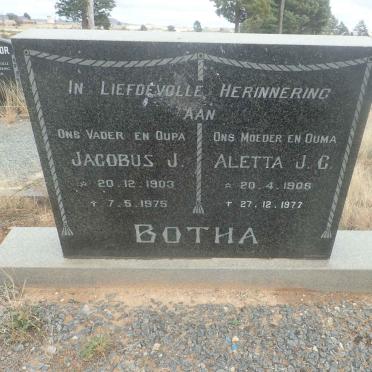 In Liefdevolle Herinnering
aan
Ons Vader en Oupa
Jacobus J.
* 20.12.1903
† 7.5.1975
Ons Moeder en Ouma
Aletta J. C.
* 20.4.1906
† 27.12.1977
Botha